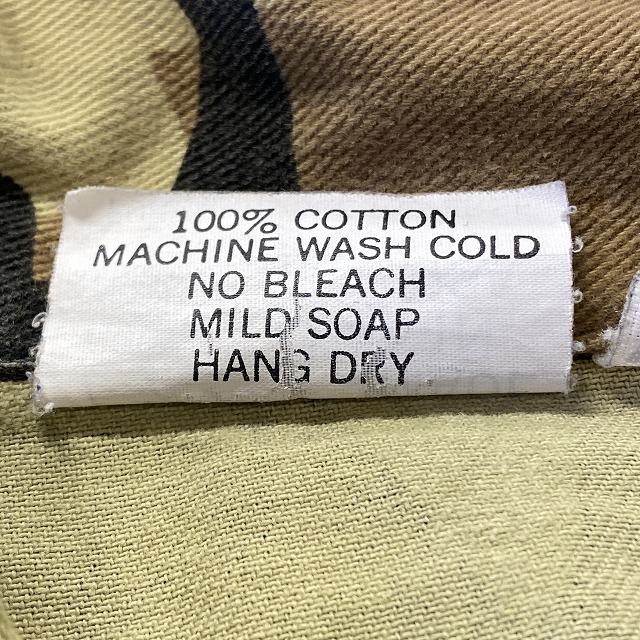 100% COTTON
MACHINE WASH COLD
NO BLEACH
MILD SOAP
HANG DRY